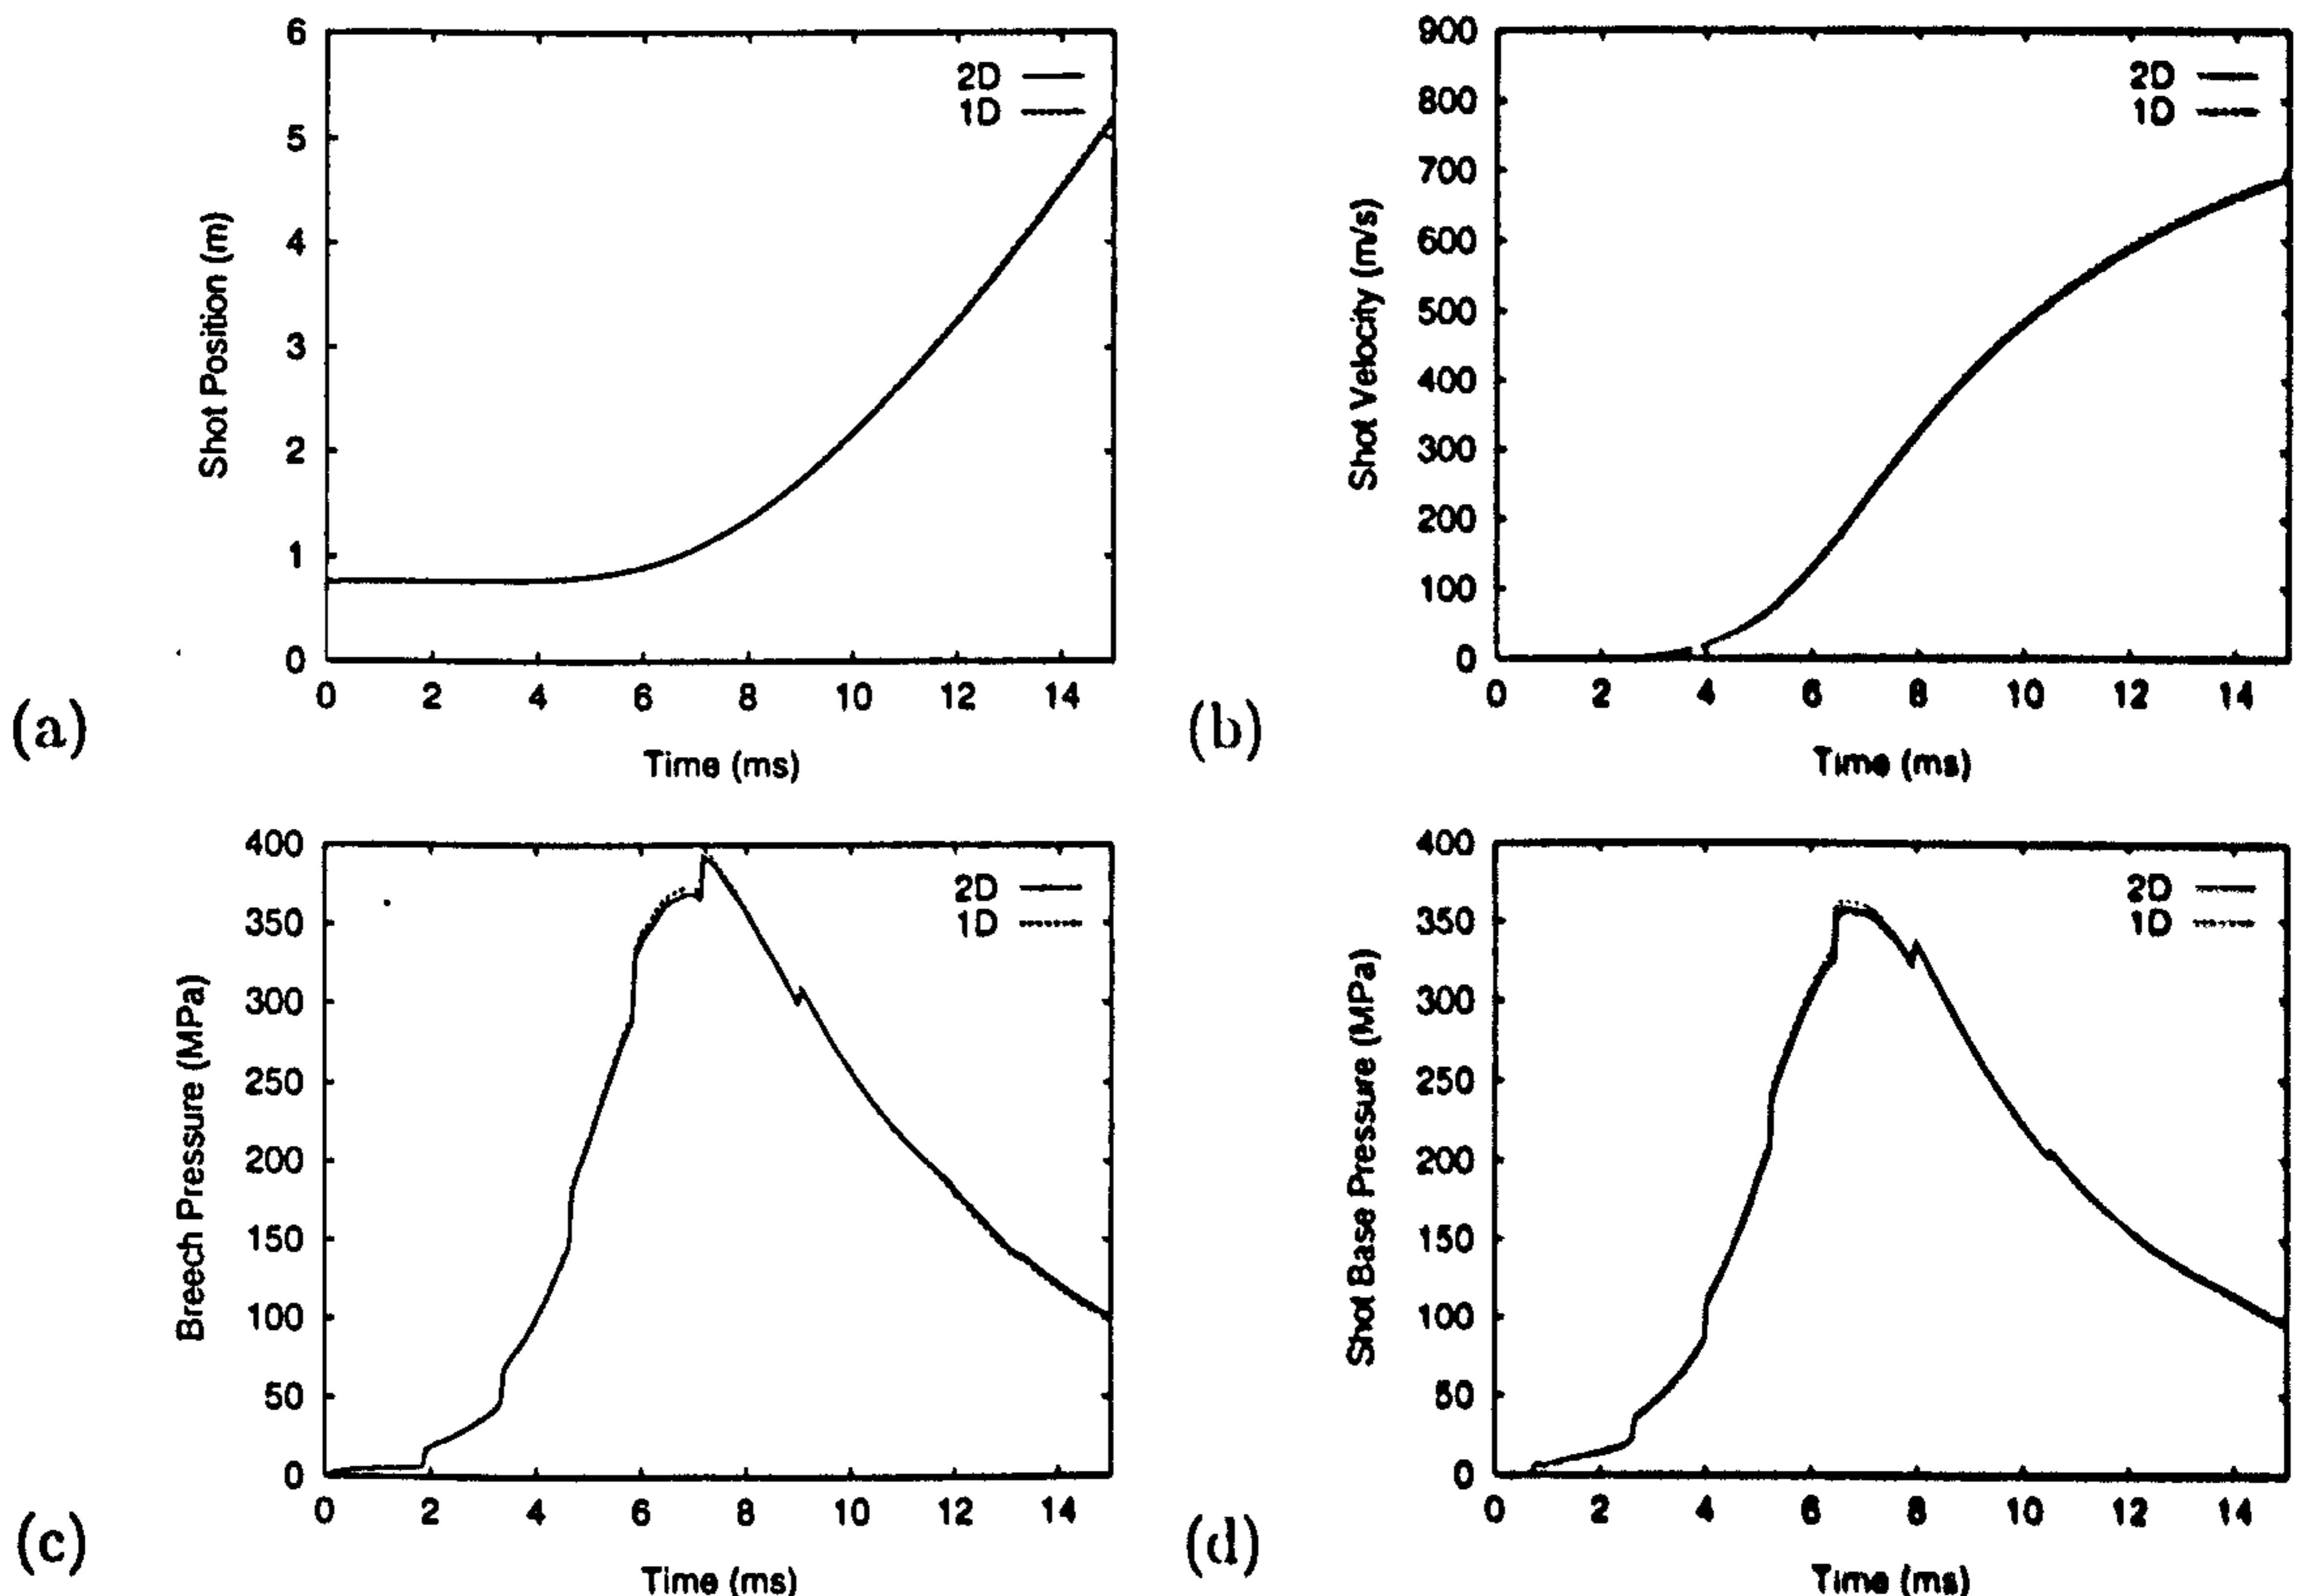 6
5
4
3
2
1
0
Shot Position (m)
2D
1D
0 2 4 6 8 10 12 14
Time (ms)
(a)
900
800
700
600
500
400
300
200
100
0
Shot Velocity (m/s)
2D
1D
0 2 4 6 8 10 12 14
Time (ms)
(b)
400
350
300
250
200
150
100
50
0
Breech Pressure (MPa)
2D
1D
0 2 4 6 8 10 12 14
Time (ms)
(c)
400
350
300
250
200
150
100
50
0
Shot Base Pressure (MPa)
2D
1D
0 2 4 6 8 10 12 14
Time (ms)
(d)